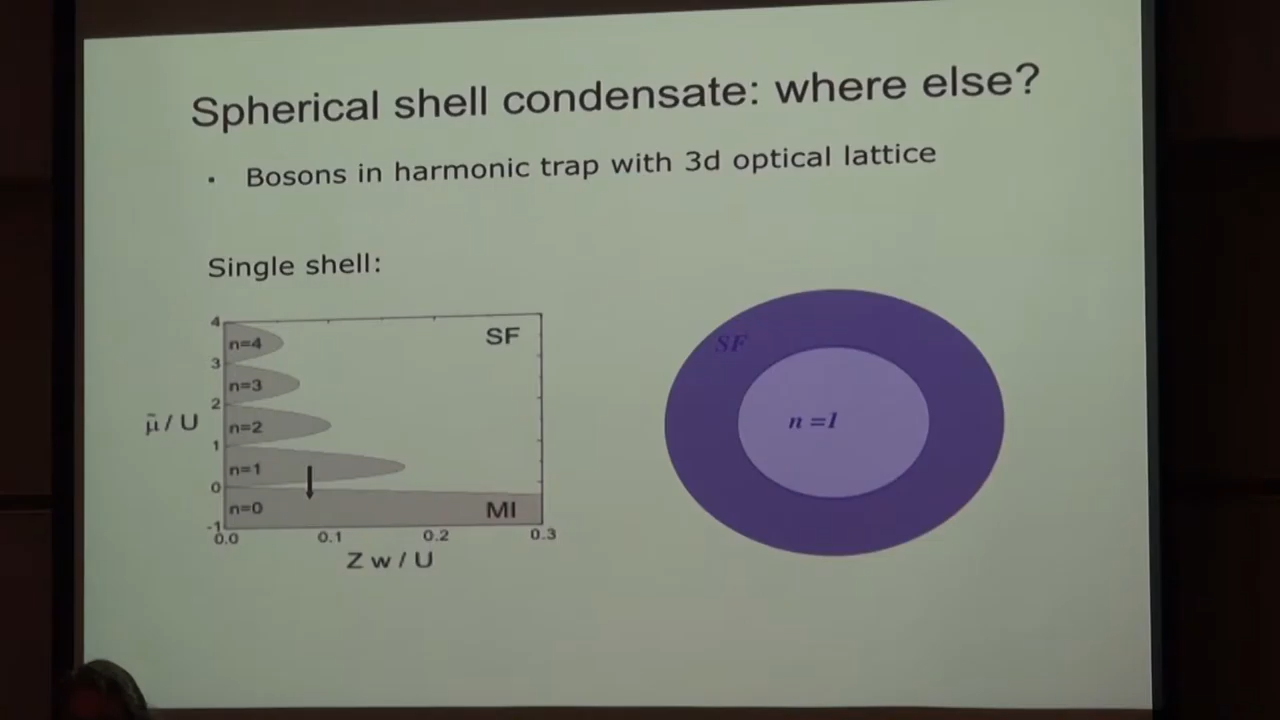 Spherical shell condensate: where else?
▪ Bosons in harmonic trap with 3d optical lattice
Single shell:
4
3
2
1
0
-1
μ̄ / U
n=4
n=3
n=2
n=1
n=0
SF
MI
0.0 0.1 0.2 0.3
Z w / U
SF
n =1